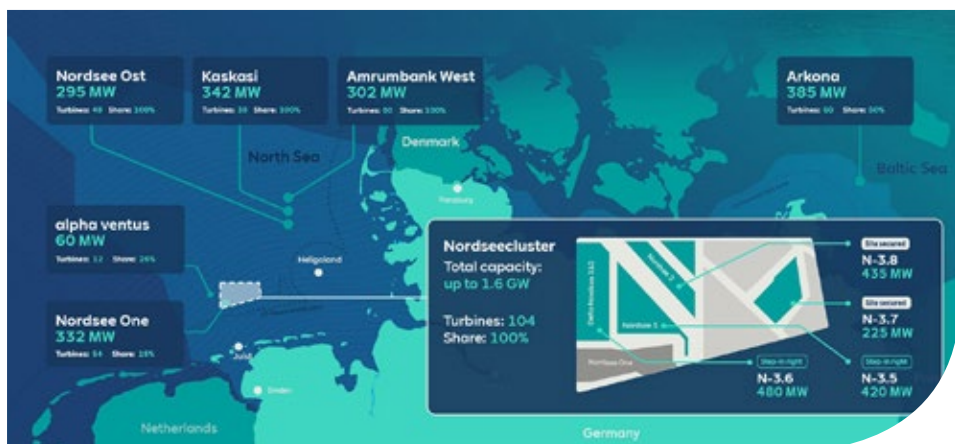 Nordsee Ost
295 MW
Turbines: 48 Share: 100%
Kaskasi
342 MW
Turbines: 38 Share: 100%
Amrumbank West
302 MW
Turbines: 80 Share: 100%
Arkona
385 MW
Turbines: 60 Share: 50%
North Sea
Denmark
Baltic Sea
Flensburg
alpha ventus
60 MW
Turbines: 12 Share: 26%
Heligoland
Nordsee One
332 MW
Turbines: 54 Share: 15%
Juist
Emden
Netherlands
Germany
Nordseecluster
Total capacity:
up to 1.6 GW
Turbines: 104
Share: 100%
Nordsee 2
Nordsee 3
Nordsee One
Site secured
N-3.8
435 MW
Site secured
N-3.7
225 MW
Step-in right
N-3.6
480 MW
Step-in right
N-3.5
420 MW